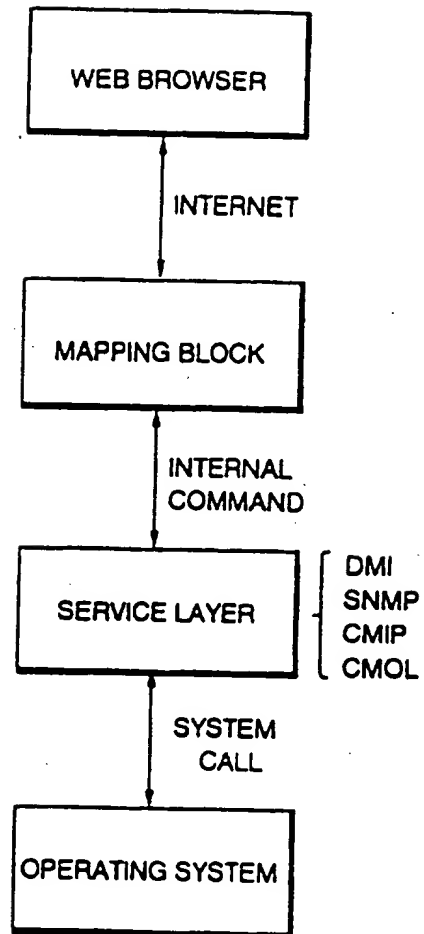 WEB BROWSER
INTERNET
MAPPING BLOCK
INTERNAL
COMMAND
SERVICE LAYER
DMI
SNMP
CMIP
CMOL
SYSTEM
CALL
OPERATING SYSTEM